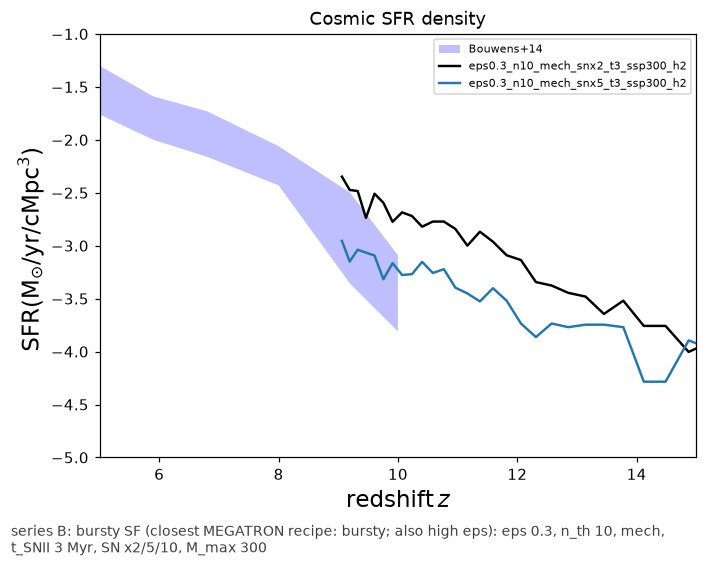 Cosmic SFR density
Bouwens+14
eps0.3_n10_mech_snx2_t3_ssp300_h2
eps0.3_n10_mech_snx5_t3_ssp300_h2
SFR(M⊙/yr/cMpc³)
−1.0
−1.5
−2.0
−2.5
−3.0
−3.5
−4.0
−4.5
−5.0
6 8 10 12 14
redshift z
series B: bursty SF (closest MEGATRON recipe: bursty; also high eps): eps 0.3, n_th 10, mech,
t_SNII 3 Myr, SN x2/5/10, M_max 300